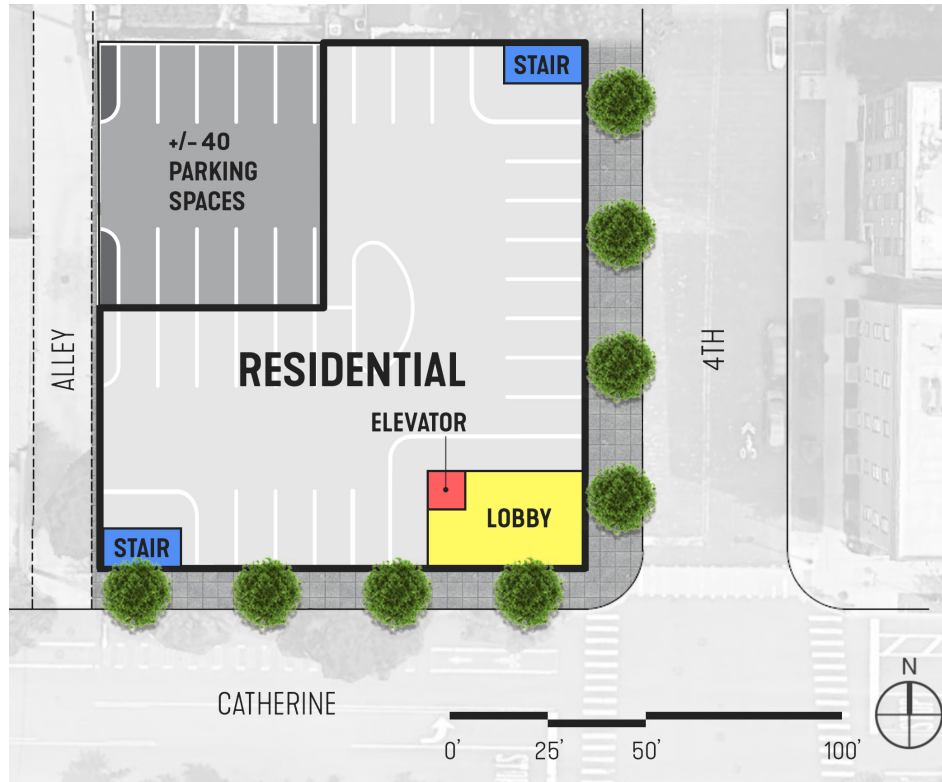 STAIR
+/- 40
PARKING
SPACES
ALLEY
4TH
RESIDENTIAL
ELEVATOR
LOBBY
STAIR
CATHERINE
N
0' 25' 50' 100'